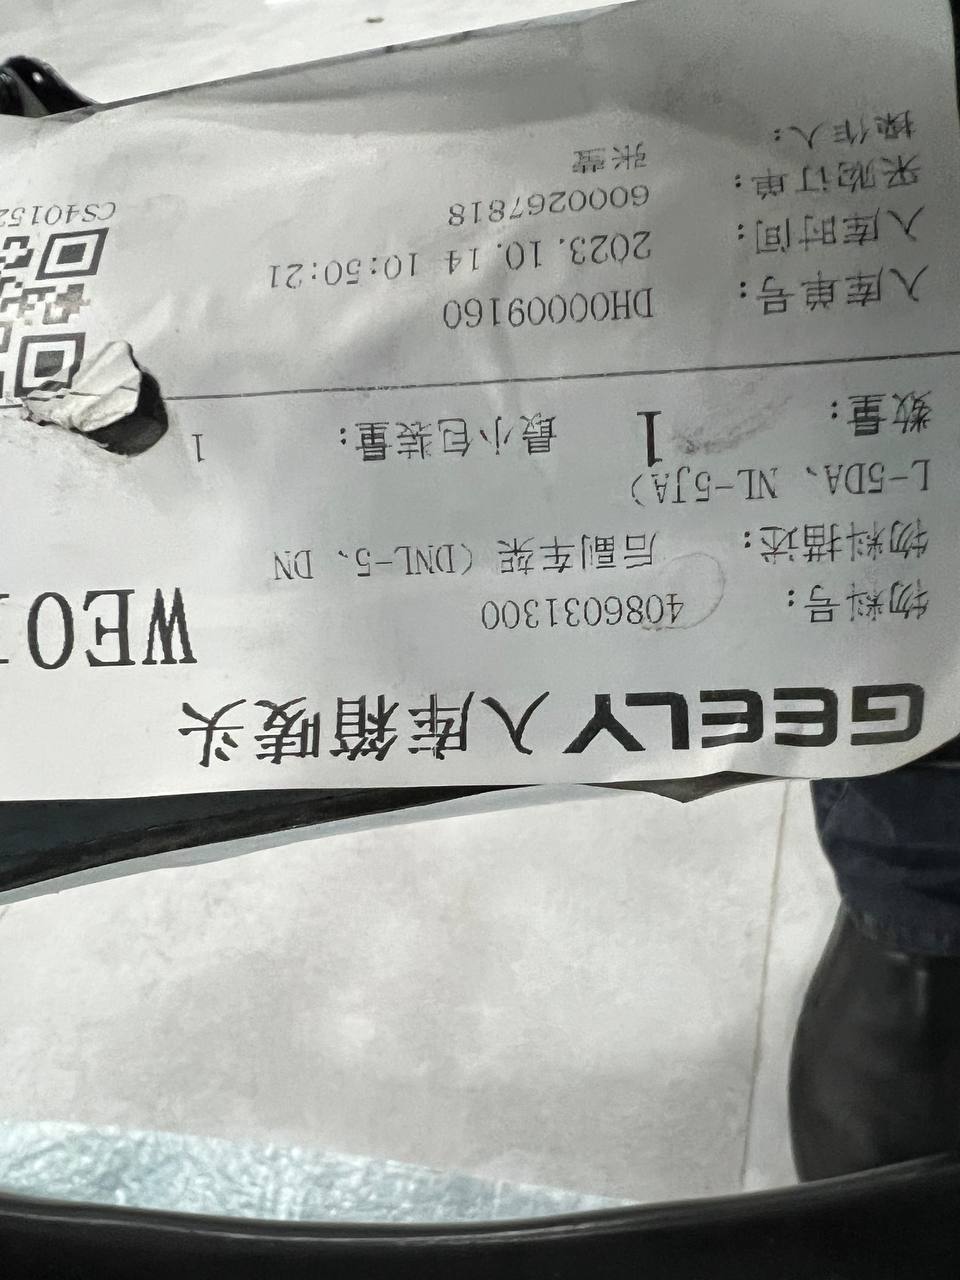 GEELY入库箱唛头
物料号: 4086031300 WE01
物料描述: 后副车架（DNL-5、DN
L-5DA、NL-5JA）
数量: 1 最小包装量: 1
入库单号: DH00009160
入库时间: 2023.10.14 10:50:21
采购订单: 6000267818
操作人: 张莹
CS40152